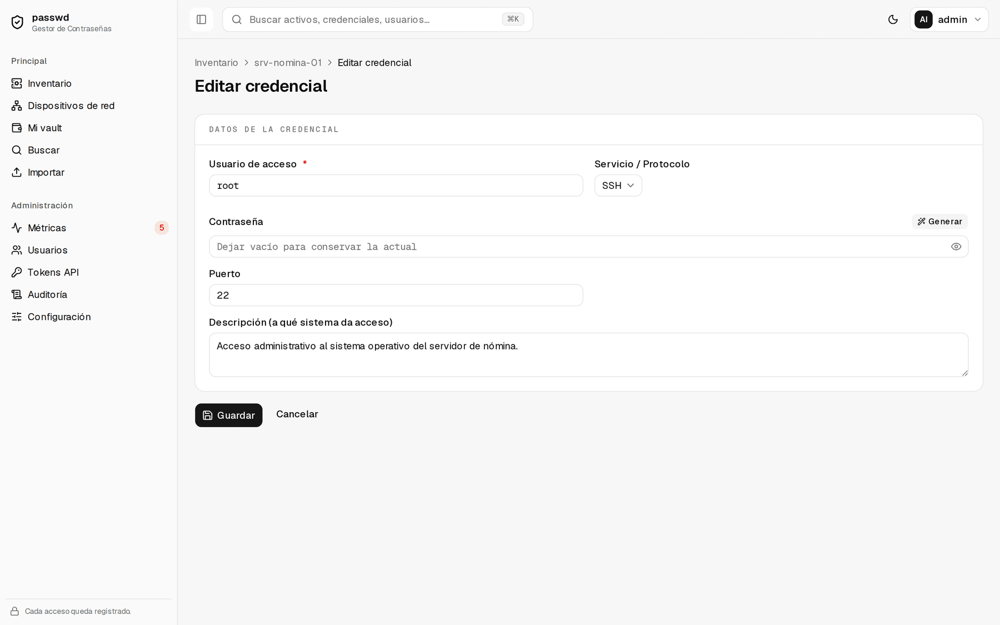 passwd
Gestor de Contraseñas
Principal
Inventario
Dispositivos de red
Mi vault
Buscar
Importar
Administración
Métricas 5
Usuarios
Tokens API
Auditoría
Configuración
Cada acceso queda registrado.
Buscar activos, credenciales, usuarios... ⌘K
AI admin
Inventario > srv-nomina-01 > Editar credencial
Editar credencial
DATOS DE LA CREDENCIAL
Usuario de acceso * Servicio / Protocolo
root SSH
Contraseña Generar
Dejar vacío para conservar la actual
Puerto
22
Descripción (a qué sistema da acceso)
Acceso administrativo al sistema operativo del servidor de nómina.
Guardar Cancelar